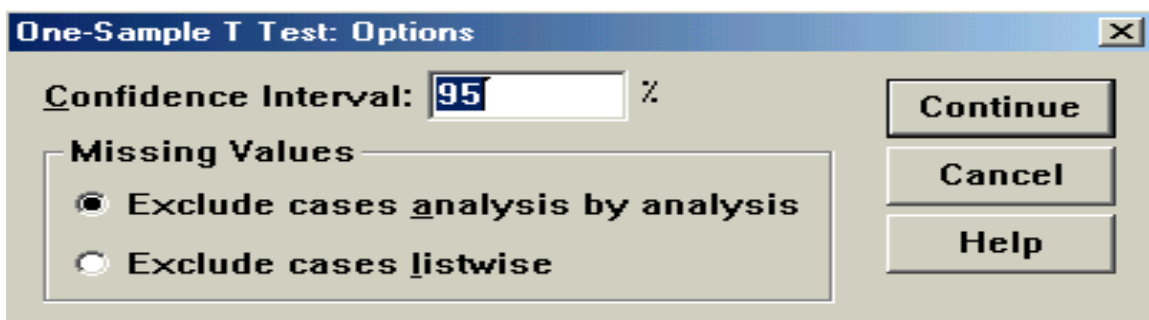 One-Sample T Test: Options
Confidence Interval: 95 %
Continue
Missing Values
Exclude cases analysis by analysis
Cancel
Exclude cases listwise
Help